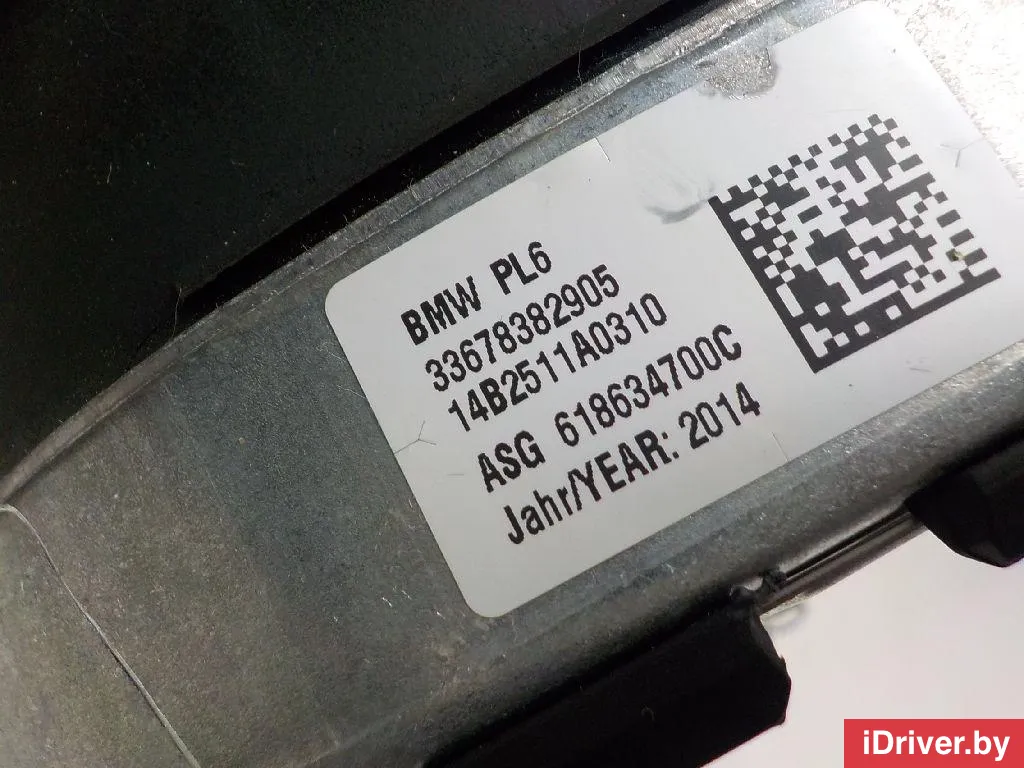 BMW PL6
33678382905
14B2511A0310
ASG 618634700C
Jahr/YEAR: 2014
iDriver.by